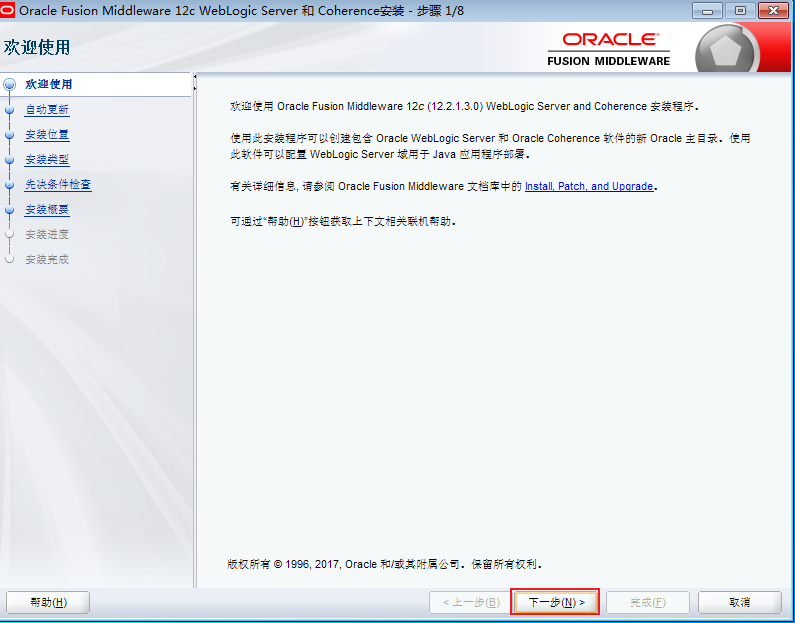 Oracle Fusion Middleware 12c WebLogic Server 和 Coherence安装 - 步骤 1/8
欢迎使用
ORACLE®
FUSION MIDDLEWARE
欢迎使用
自动更新
安装位置
安装类型
先决条件检查
安装概要
安装进度
安装完成
欢迎使用 Oracle Fusion Middleware 12c (12.2.1.3.0) WebLogic Server and Coherence 安装程序。
使用此安装程序可以创建包含 Oracle WebLogic Server 和 Oracle Coherence 软件的新 Oracle 主目录。使用
此软件可以配置 WebLogic Server 域用于 Java 应用程序部署。
有关详细信息, 请参阅 Oracle Fusion Middleware 文档库中的 Install, Patch, and Upgrade。
可通过“帮助(H)”按钮获取上下文相关联机帮助。
版权所有 © 1996, 2017, Oracle 和/或其附属公司。保留所有权利。
帮助(H)
< 上一步(B)
下一步(N) >
完成(F)
取消